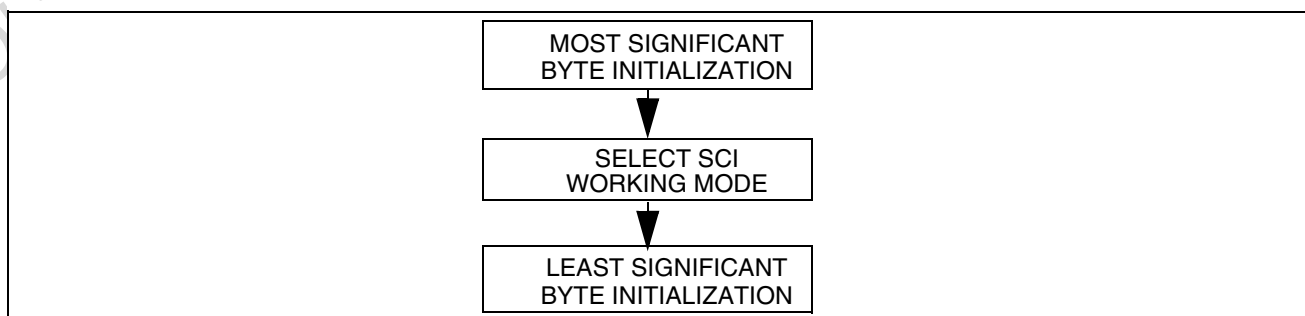 MOST SIGNIFICANT
BYTE INITIALIZATION
SELECT SCI
WORKING MODE
LEAST SIGNIFICANT
BYTE INITIALIZATION